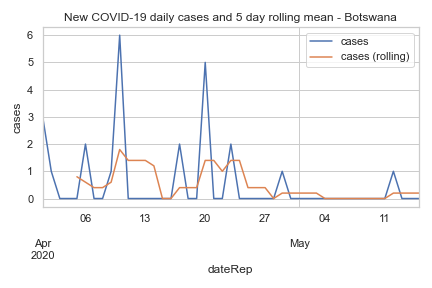 New COVID-19 daily cases and 5 day rolling mean - Botswana
cases
cases (rolling)
cases
6
5
4
3
2
1
0
06
13
20
27
04
11
Apr
2020
May
dateRep